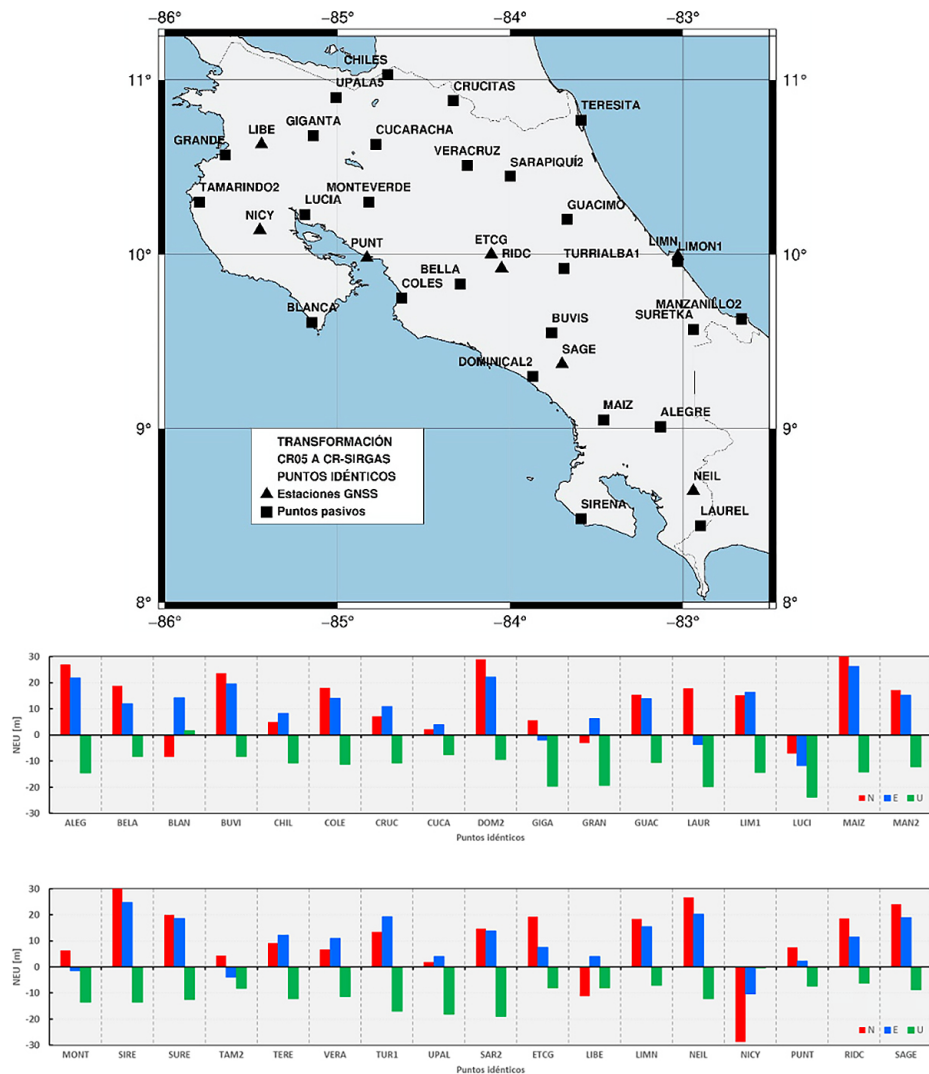 −86° −85° −84° −83°
CHILES
11° 11°
UPALA5
CRUCITAS
TERESITA
GIGANTA
LIBE
CUCARACHA
GRANDE
VERACRUZ
SARAPIQUÍ2
TAMARINDO2
MONTEVERDE
LUCIA
GUACIMO
NICY
ETCG
LIMN
PUNT
RIDC
TURRIALBA1
LIMON1
10° 10°
BELLA
COLES
BLANCA
MANZANILLO2
SURETKA
BUVIS
SAGE
DOMINICAL2
MAIZ
ALEGRE
9° 9°
TRANSFORMACIÓN
CR05 A CR-SIRGAS
PUNTOS IDÉNTICOS
Estaciones GNSS
Puntos pasivos
NEIL
SIRENA
LAUREL
8° 8°
−86° −85° −84° −83°
30
20
10
0
-10
-20
-30
NEU [m]
N E U
ALEG BELA BLAN BUVI CHIL COLE CRUC CUCA DOM2 GIGA GRAN GUAC LAUR LIM1 LUCI MAIZ MAN2
Puntos idénticos
30
20
10
0
-10
-20
-30
NEU [m]
N E U
MONT SIRE SURE TAM2 TERE VERA TUR1 UPAL SAR2 ETCG LIBE LIMN NEIL NICY PUNT RIDC SAGE
Puntos idénticos